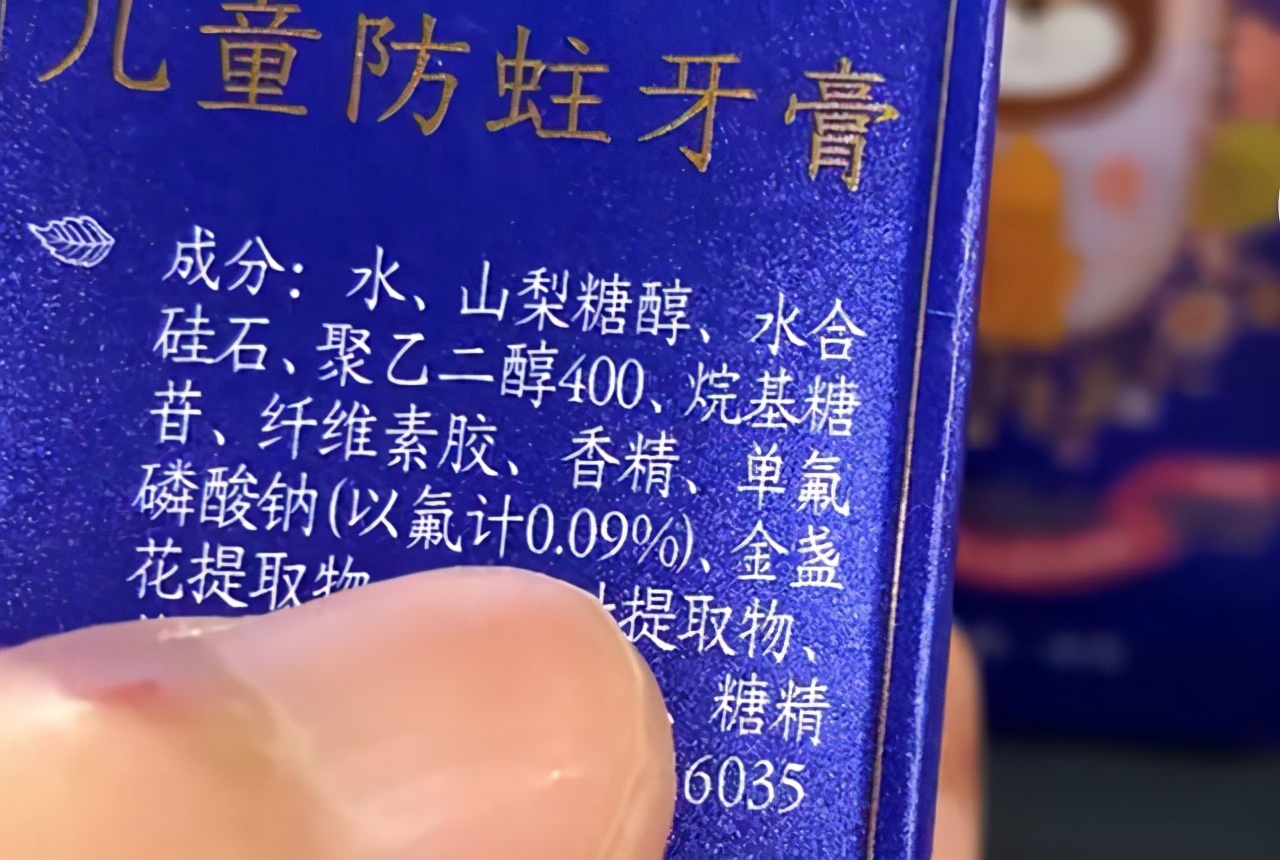 儿童防蛀牙膏
成分：水、山梨糖醇、水合
硅石、聚乙二醇400、烷基糖
苷、纤维素胶、香精、单氟
磷酸钠(以氟计0.09%)、金盏
花提取物
提取物、
糖精
6035